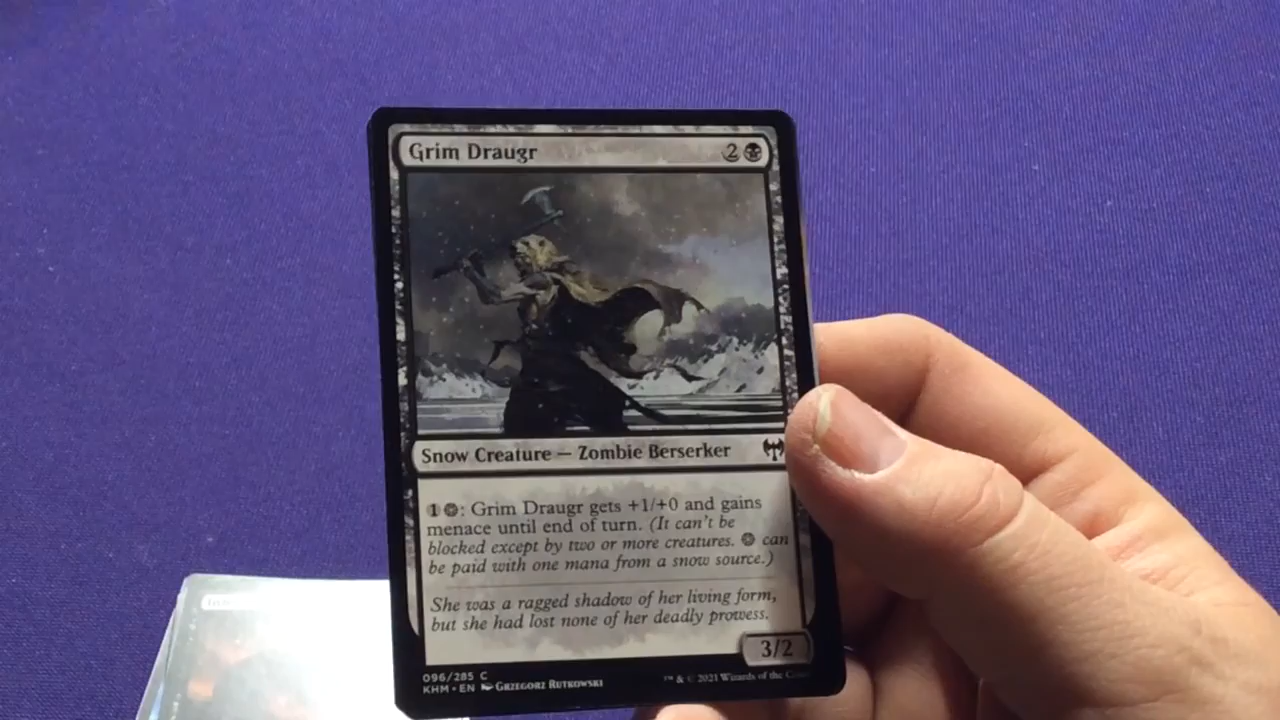 Grim Draugr 2
Snow Creature — Zombie Berserker
1 : Grim Draugr gets +1/+0 and gains
menace until end of turn. (It can't be
blocked except by two or more creatures. can
be paid with one mana from a snow source.)
She was a ragged shadow of her living form,
but she had lost none of her deadly prowess.
3/2
096/285 C
KHM • EN Grzegorz Rutkowski
™ & © 2021 Wizards of the